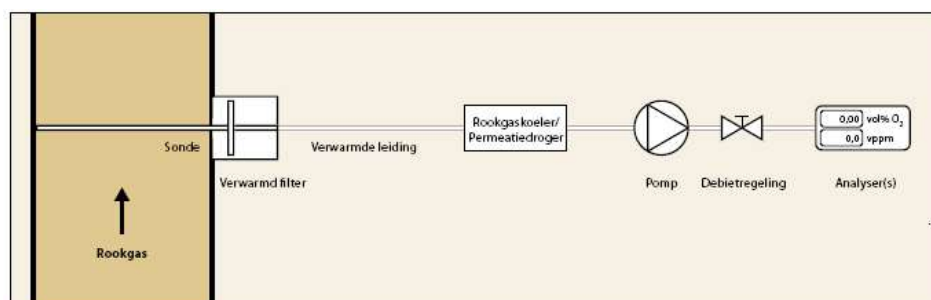 Rookgaskoeler/
Permeatiedroger
0,00 vol% O2
0,0 vppm
Sonde
Verwarmde leiding
Verwarmd filter
Pomp
Debietregeling
Analyser(s)
Rookgas